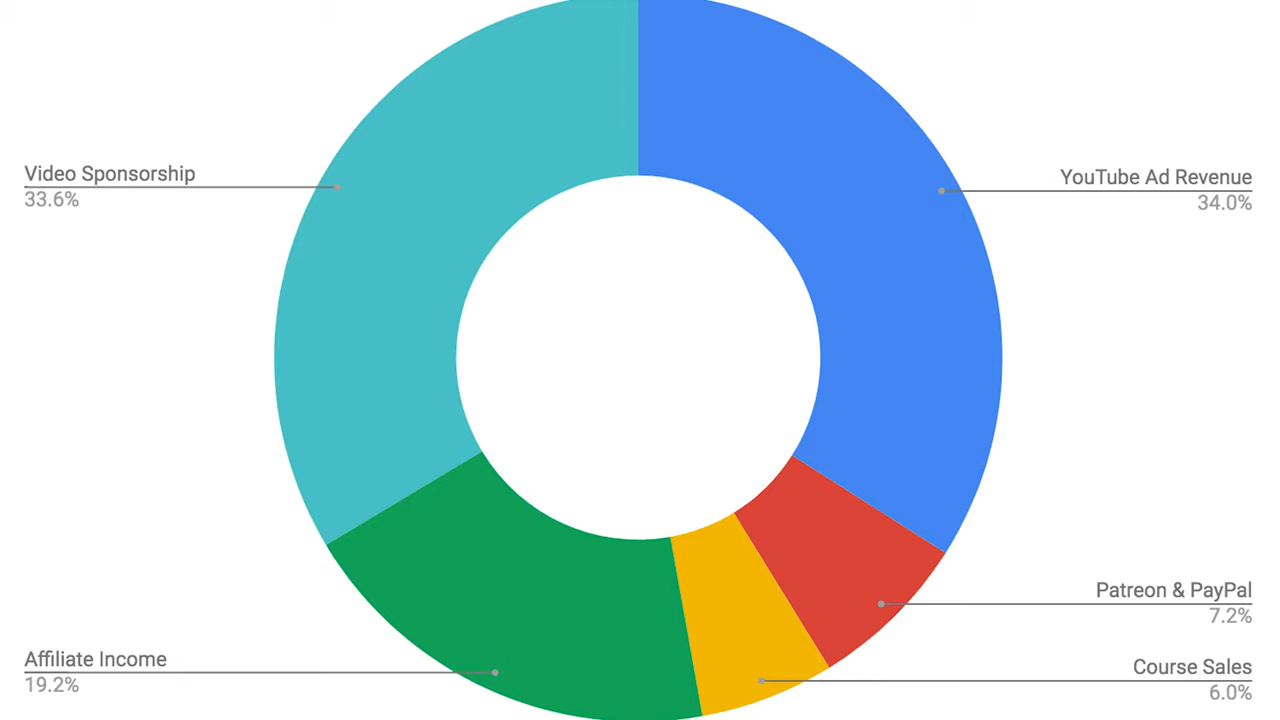 Video Sponsorship
33.6%
YouTube Ad Revenue
34.0%
Patreon & PayPal
7.2%
Affiliate Income
19.2%
Course Sales
6.0%